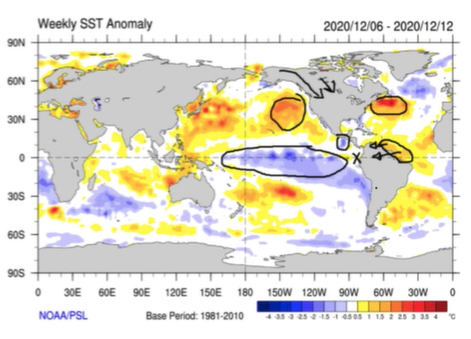 Weekly SST Anomaly 2020/12/06 - 2020/12/12
90N
60N
30N
0
30S
60S
90S
X
0 30E 60E 90E 120E 150E 180 150W 120W 90W 60W 30W 0
NOAA/PSL Base Period: 1981-2010
-4 -3.5 -3 -2.5 -2 -1.5 -1 -0.5 0.5 1 1.5 2 2.5 3 3.5 4 °C